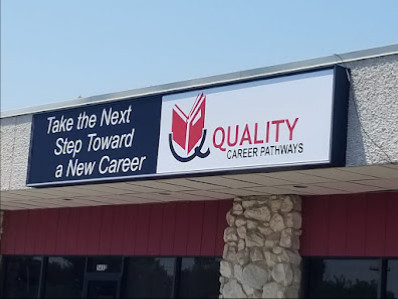 Take the Next
Step Toward
a New Career
QUALITY
CAREER PATHWAYS